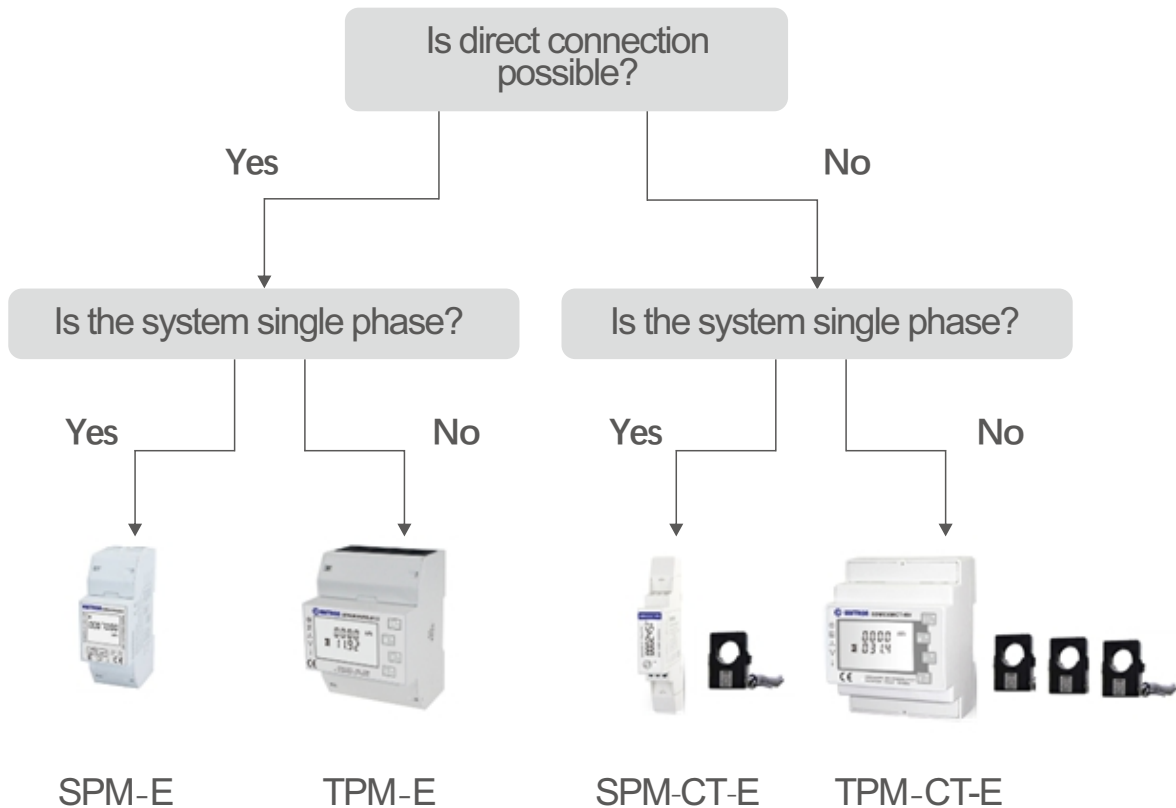 Is direct connection
possible?
Yes
No
Is the system single phase?
Is the system single phase?
Yes
No
Yes
No
SPM-E
TPM-E
SPM-CT-E
TPM-CT-E